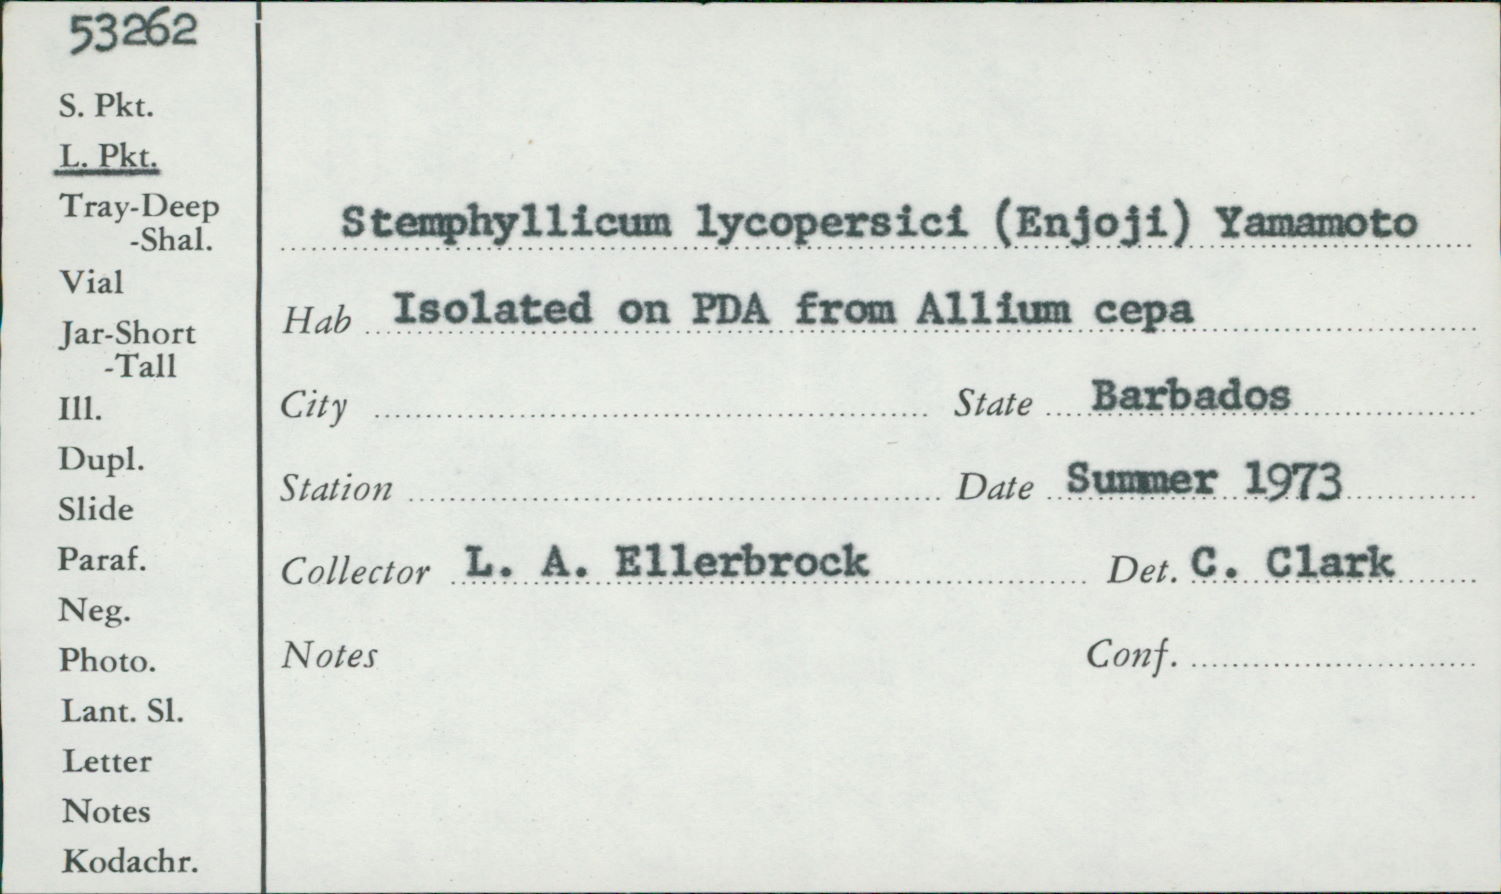 53262
S. Pkt.
L. Pkt.
Tray-Deep
-Shal.
Vial
Jar-Short
-Tall
Ill.
Dupl.
Slide
Paraf.
Neg.
Photo.
Lant. Sl.
Letter
Notes
Kodachr.
Stemphyllicum lycopersici (Enjoji) Yamamoto
Hab Isolated on PDA from Allium cepa
City State Barbados
Station Date Summer 1973
Collector L. A. Ellerbrock Det. C. Clark
Notes Conf.